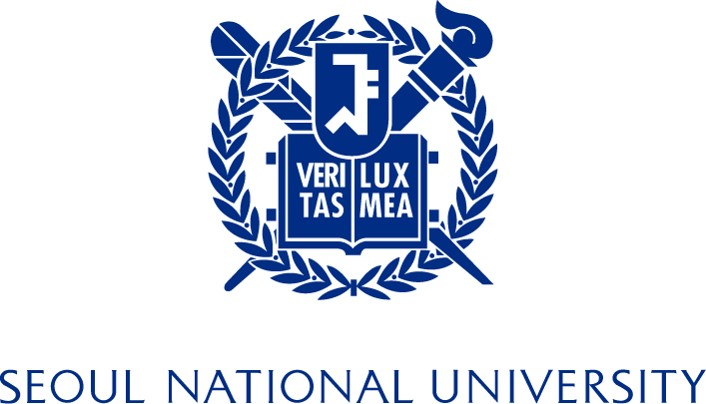 VERI LUX
TAS MEA
SEOUL NATIONAL UNIVERSITY